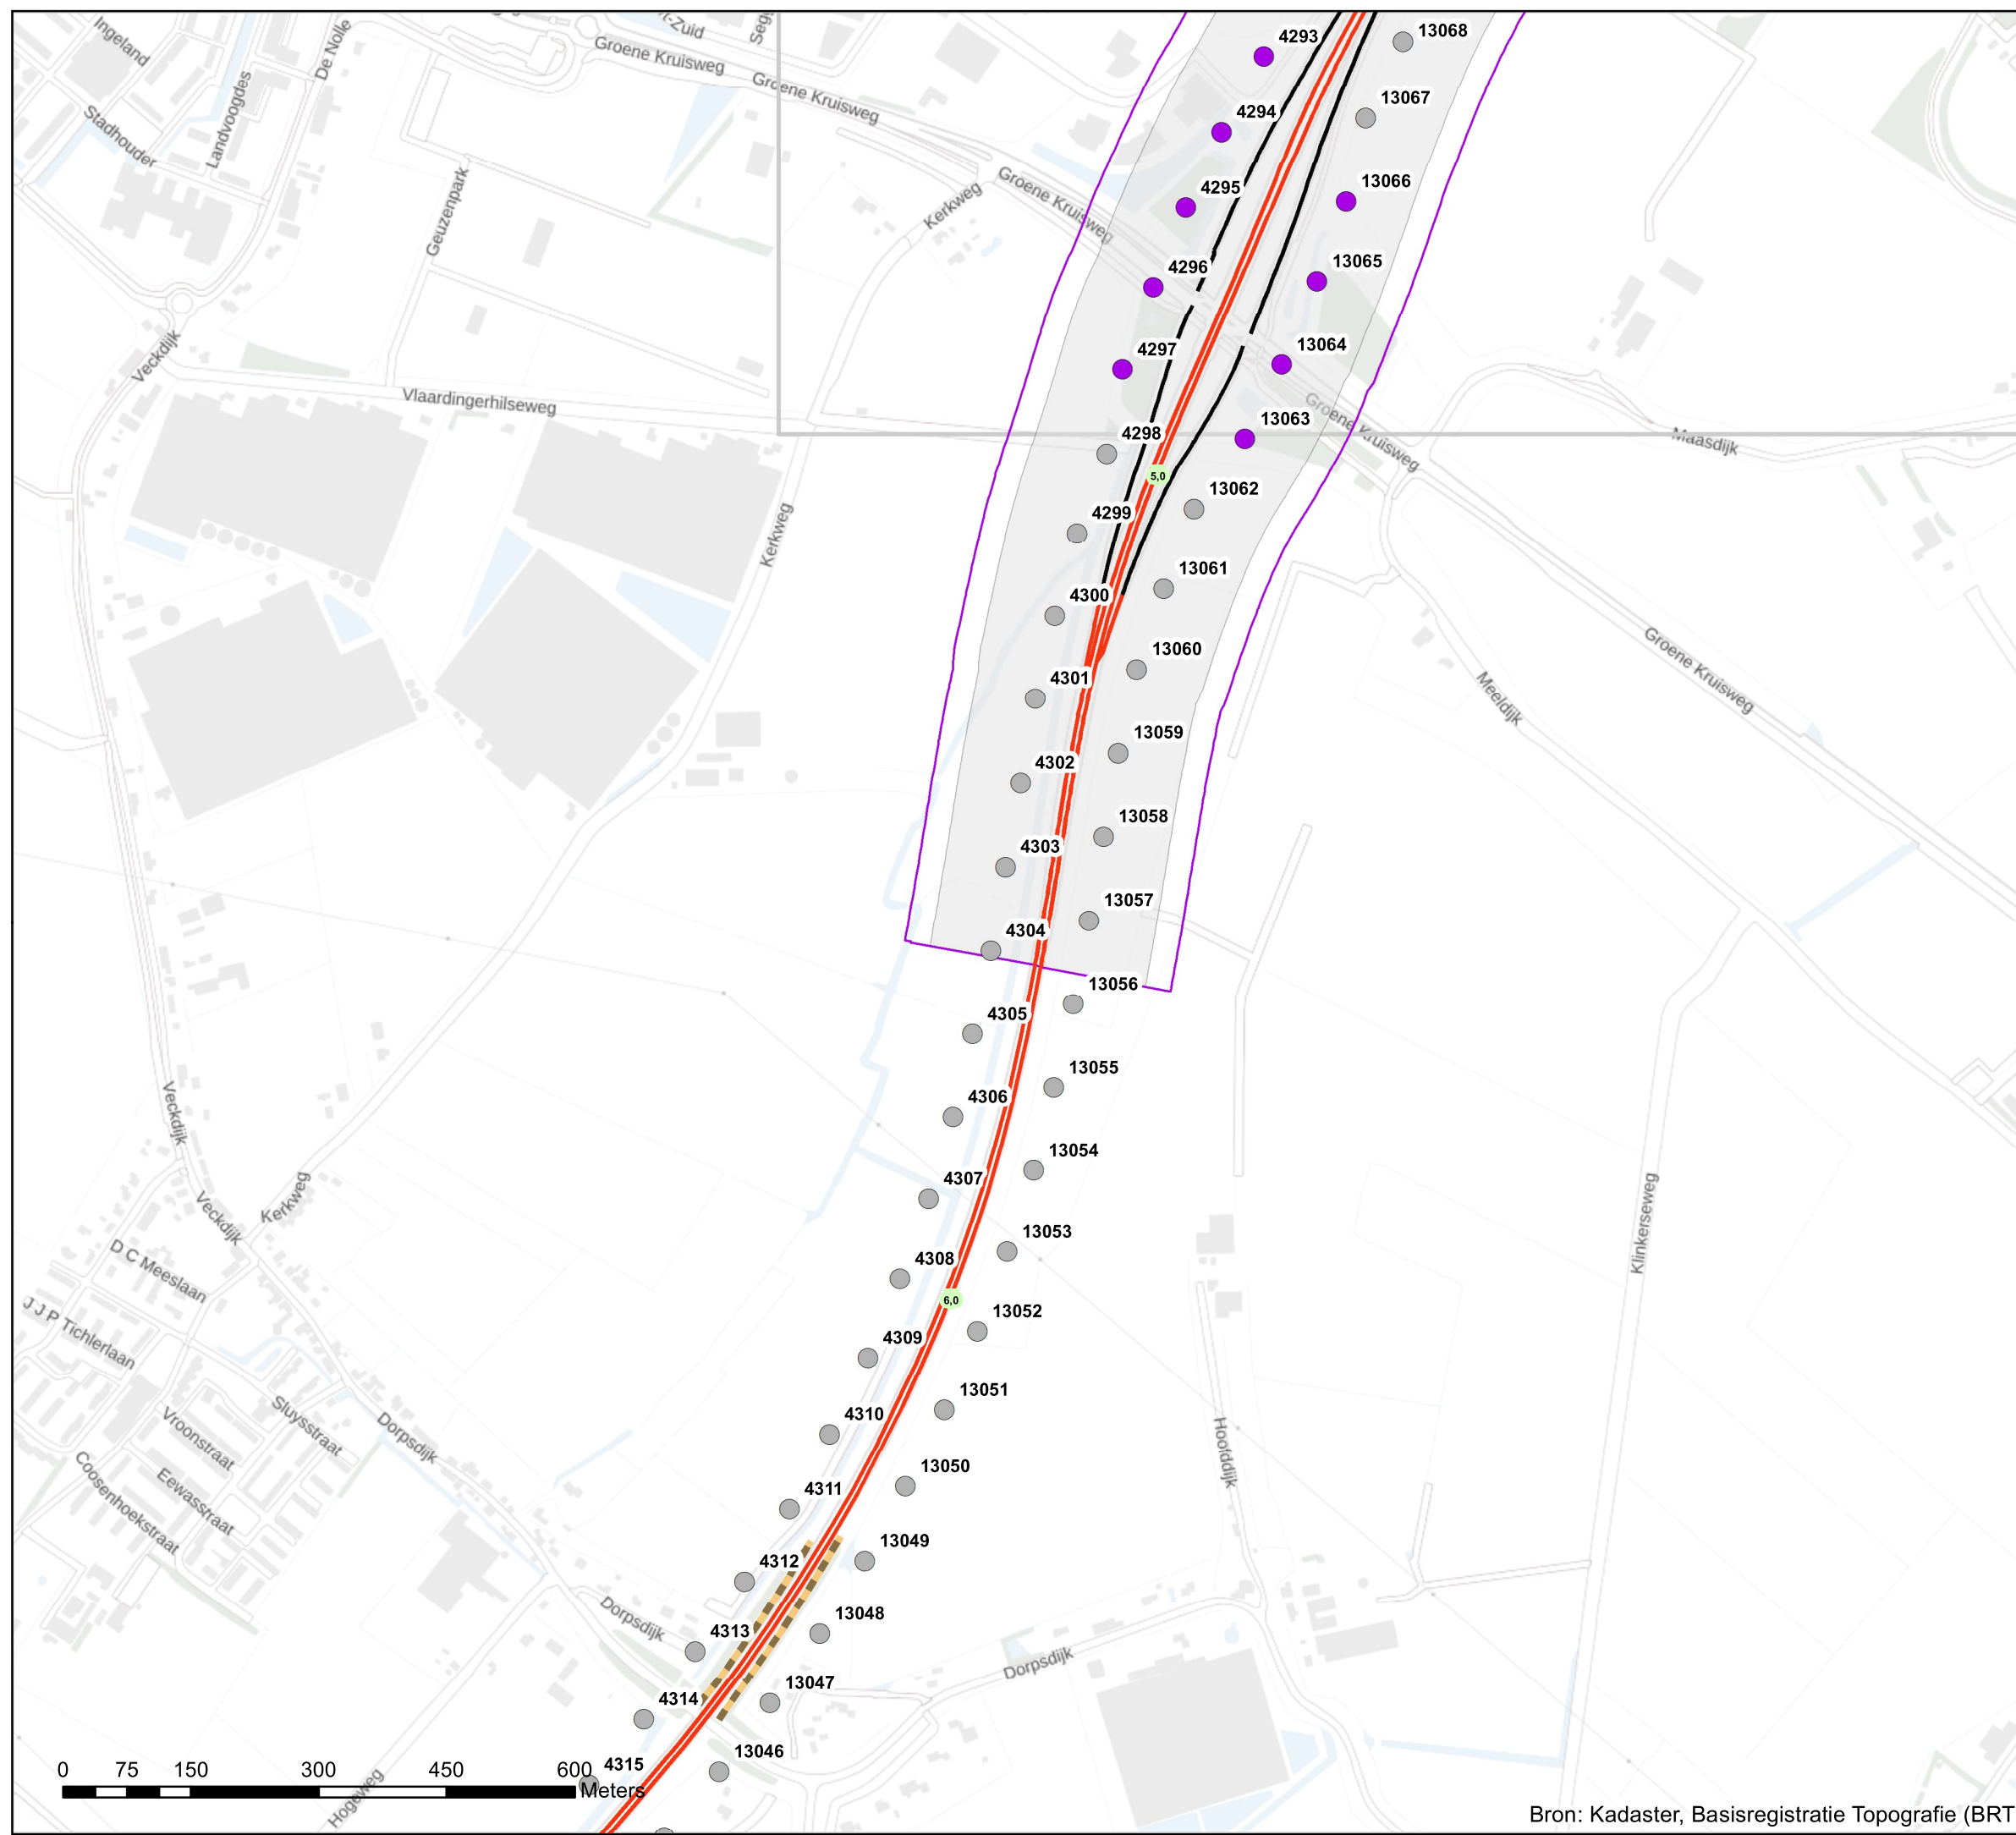 Ingeland
De Nolle
t-Zuid
Groene Kruisweg
Groene Kruisweg
4293
13068
Stadhouder
Landvoogdes
4294
13067
Geuzenpark
Kerkweg
Groene Kruisweg
4295
13066
4296
13065
Veckdijk
4297
13064
Vlaardingerhilseweg
4298
13063
Groene Kruisweg
Maasdijk
5,0
13062
4299
Kerkweg
13061
4300
13060
Groene Kruisweg
4301
Meeldijk
13059
4302
13058
4303
13057
4304
13056
4305
13055
Veckdijk
4306
13054
4307
Veckdijk
Kerkweg
13053
Klinkerseweg
D C Meeslaan
4308
6,0
13052
J J P Tichlerlaan
4309
13051
Vroonstraat
Sluysstraat
Dorpsdijk
4310
13050
Hoofddijk
Coosenhoekstraat
Eewasstraat
4311
13049
4312
Dorpsdijk
13048
4313
Dorpsdijk
13047
4314
13046
4315
Hogeweg
0 75 150 300 450 600
Meters
Bron: Kadaster, Basisregistratie Topografie (BRT